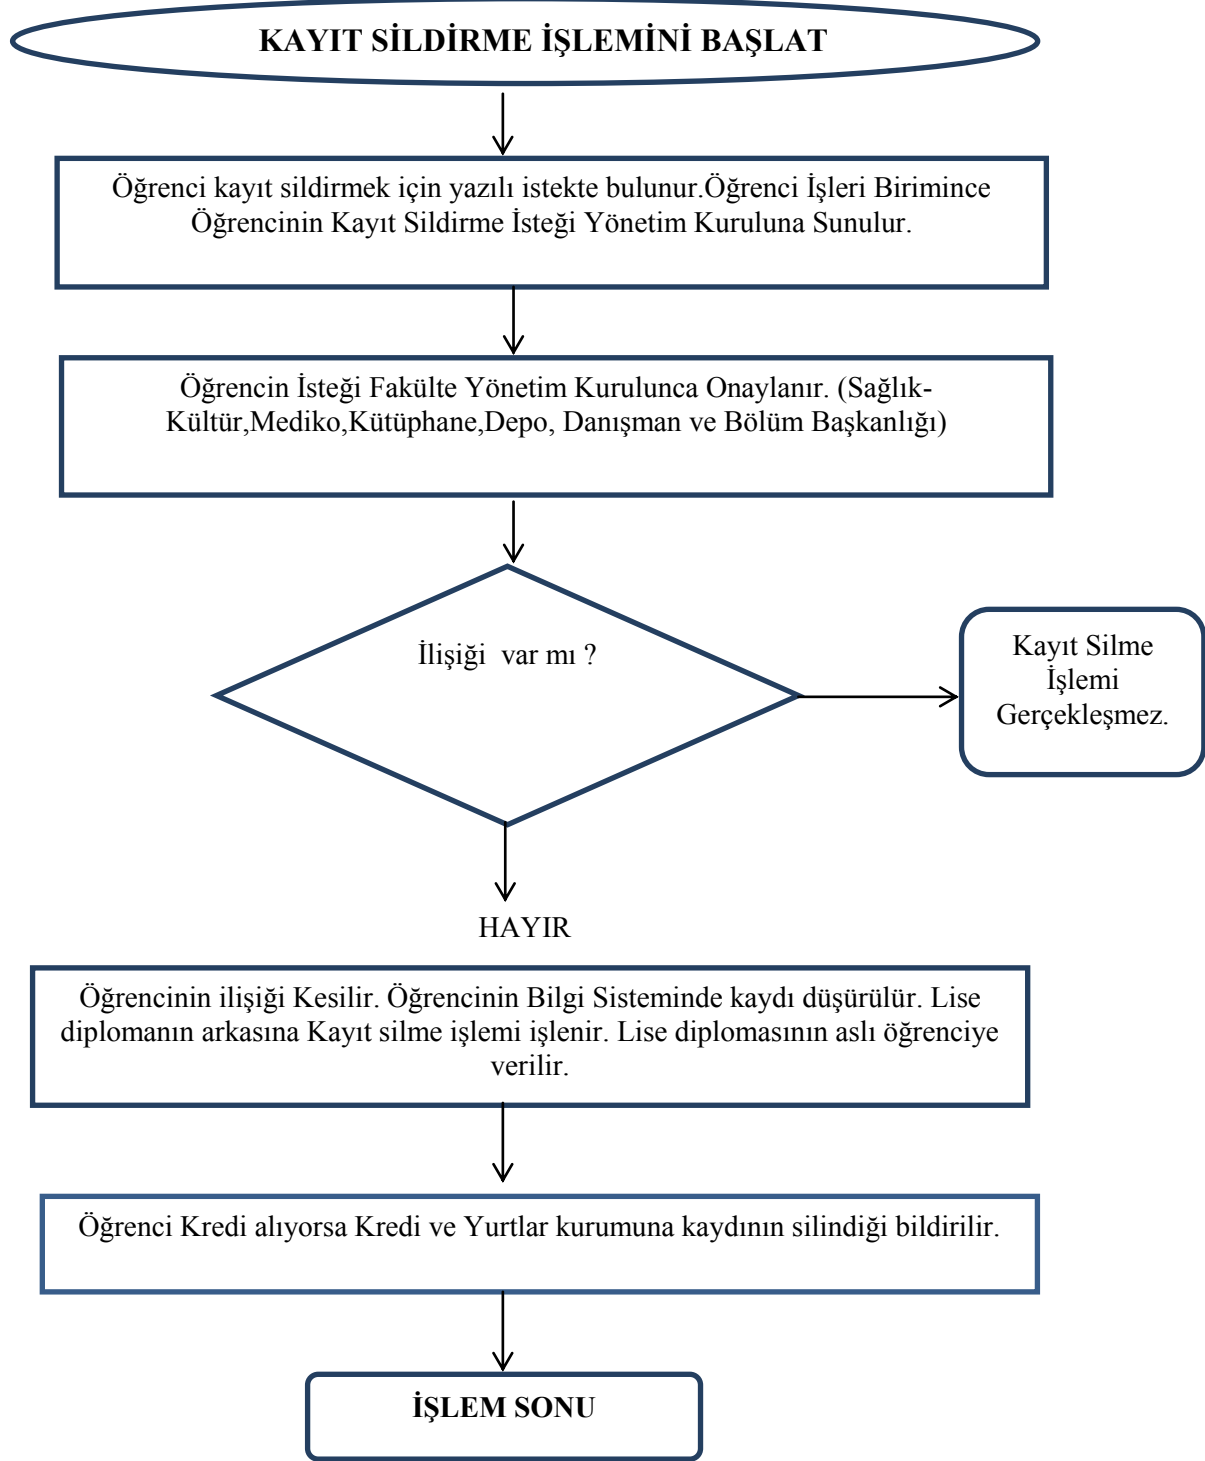 KAYIT SİLDİRME İŞLEMİNİ BAŞLAT
Öğrenci kayıt sildirmek için yazılı istekte bulunur.Öğrenci İşleri Birimince
Öğrencinin Kayıt Sildirme İsteği Yönetim Kuruluna Sunulur.
Öğrencin İsteği Fakülte Yönetim Kurulunca Onaylanır. (Sağlık-
Kültür,Mediko,Kütüphane,Depo, Danışman ve Bölüm Başkanlığı)
İlişiği var mı ?
Kayıt Silme
İşlemi
Gerçekleşmez.
HAYIR
Öğrencinin ilişiği Kesilir. Öğrencinin Bilgi Sisteminde kaydı düşürülür. Lise
diplomanın arkasına Kayıt silme işlemi işlenir. Lise diplomasının aslı öğrenciye
verilir.
Öğrenci Kredi alıyorsa Kredi ve Yurtlar kurumuna kaydının silindiği bildirilir.
İŞLEM SONU